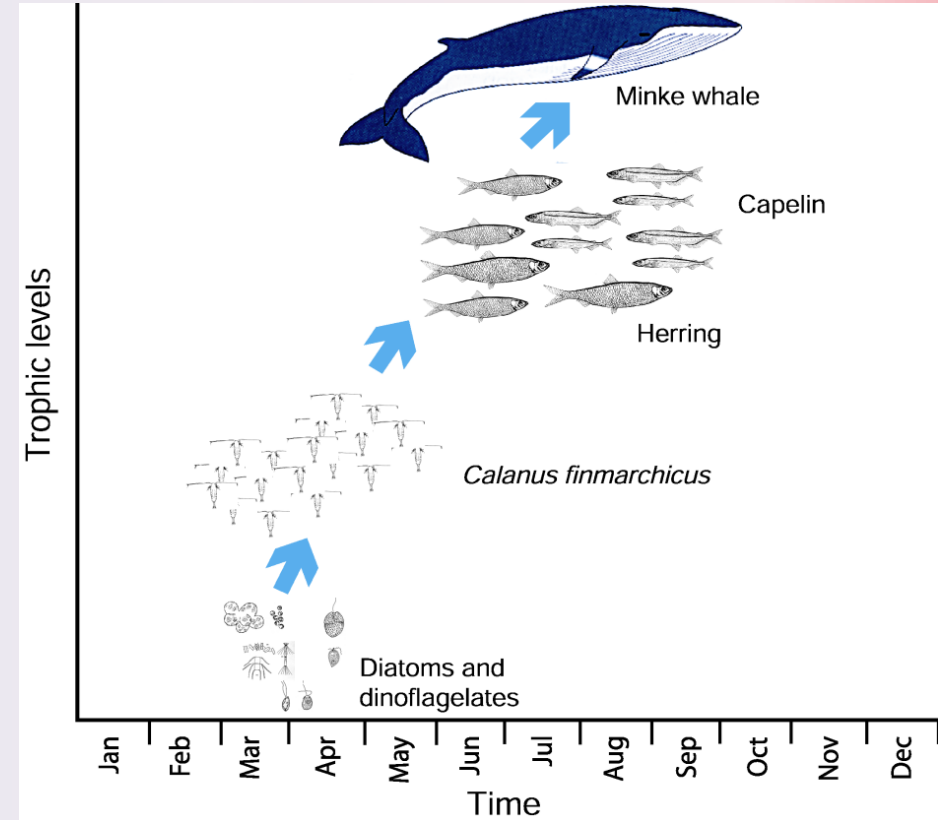 Minke whale
Capelin
Herring
Trophic levels
Calanus finmarchicus
Diatoms and
dinoflagelates
Jan Feb Mar Apr May Jun Jul Aug Sep Oct Nov Dec
Time